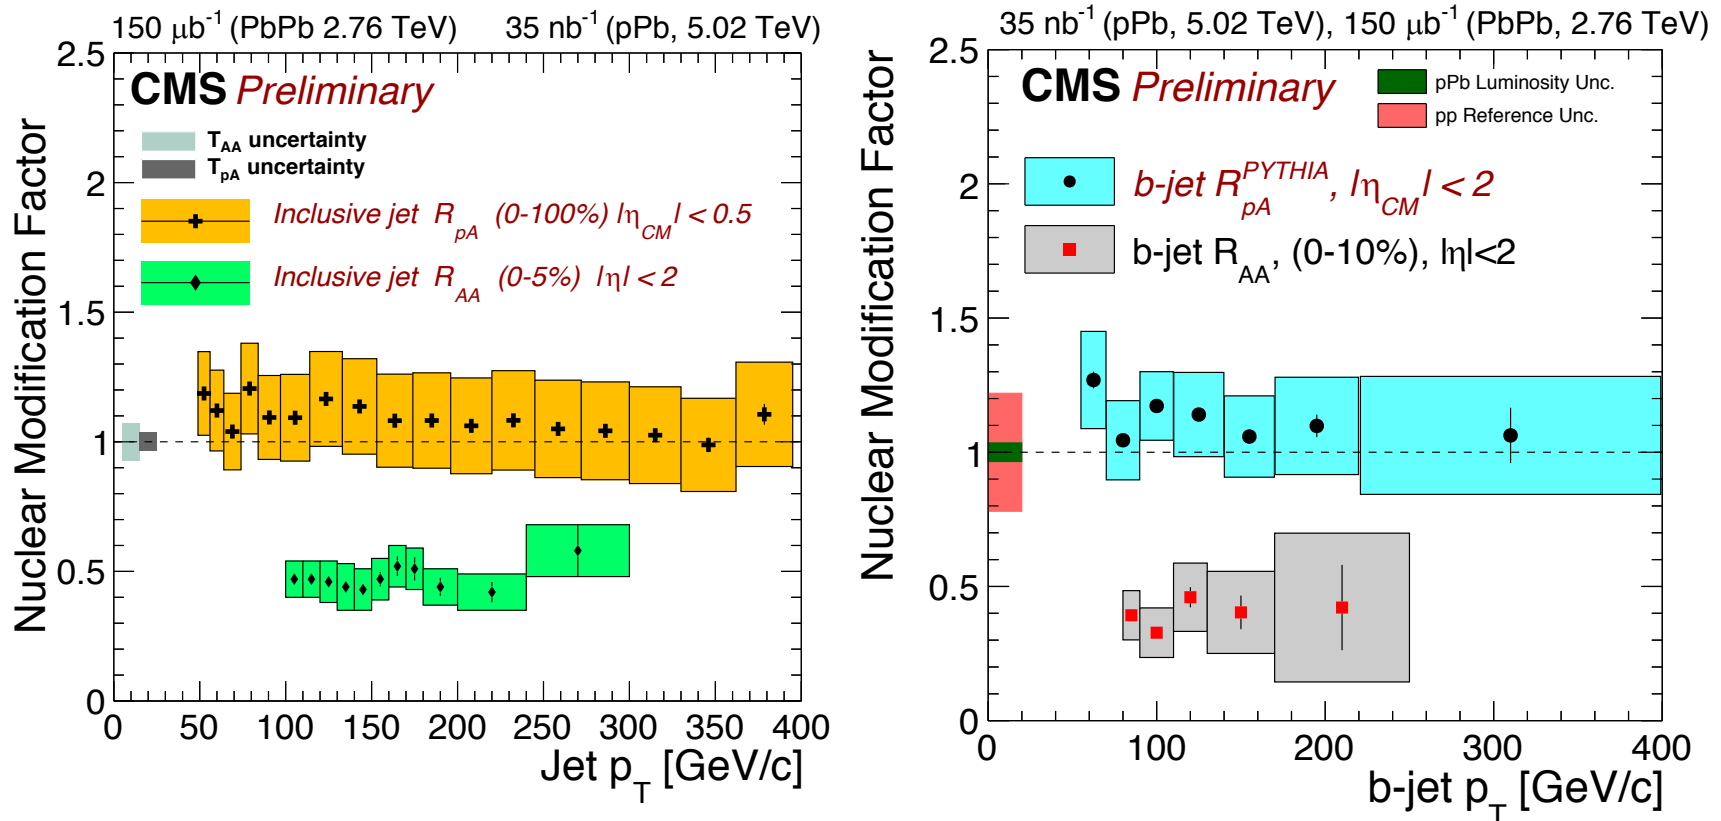 150 μb⁻¹ (PbPb 2.76 TeV) 35 nb⁻¹ (pPb, 5.02 TeV)
CMS Preliminary
T_AA uncertainty
T_pA uncertainty
Inclusive jet R_pA (0-100%) |η_CM| < 0.5
Inclusive jet R_AA (0-5%) |η| < 2
Nuclear Modification Factor
2.5
2
1.5
1
0.5
0
50 100 150 200 250 300 350 400
Jet p_T [GeV/c]
35 nb⁻¹ (pPb, 5.02 TeV), 150 μb⁻¹ (PbPb, 2.76 TeV)
CMS Preliminary
pPb Luminosity Unc.
pp Reference Unc.
b-jet R_pA^PYTHIA, |η_CM| < 2
b-jet R_AA, (0-10%), |η|<2
Nuclear Modification Factor
2.5
2
1.5
1
0.5
0
0 100 200 300 400
b-jet p_T [GeV/c]